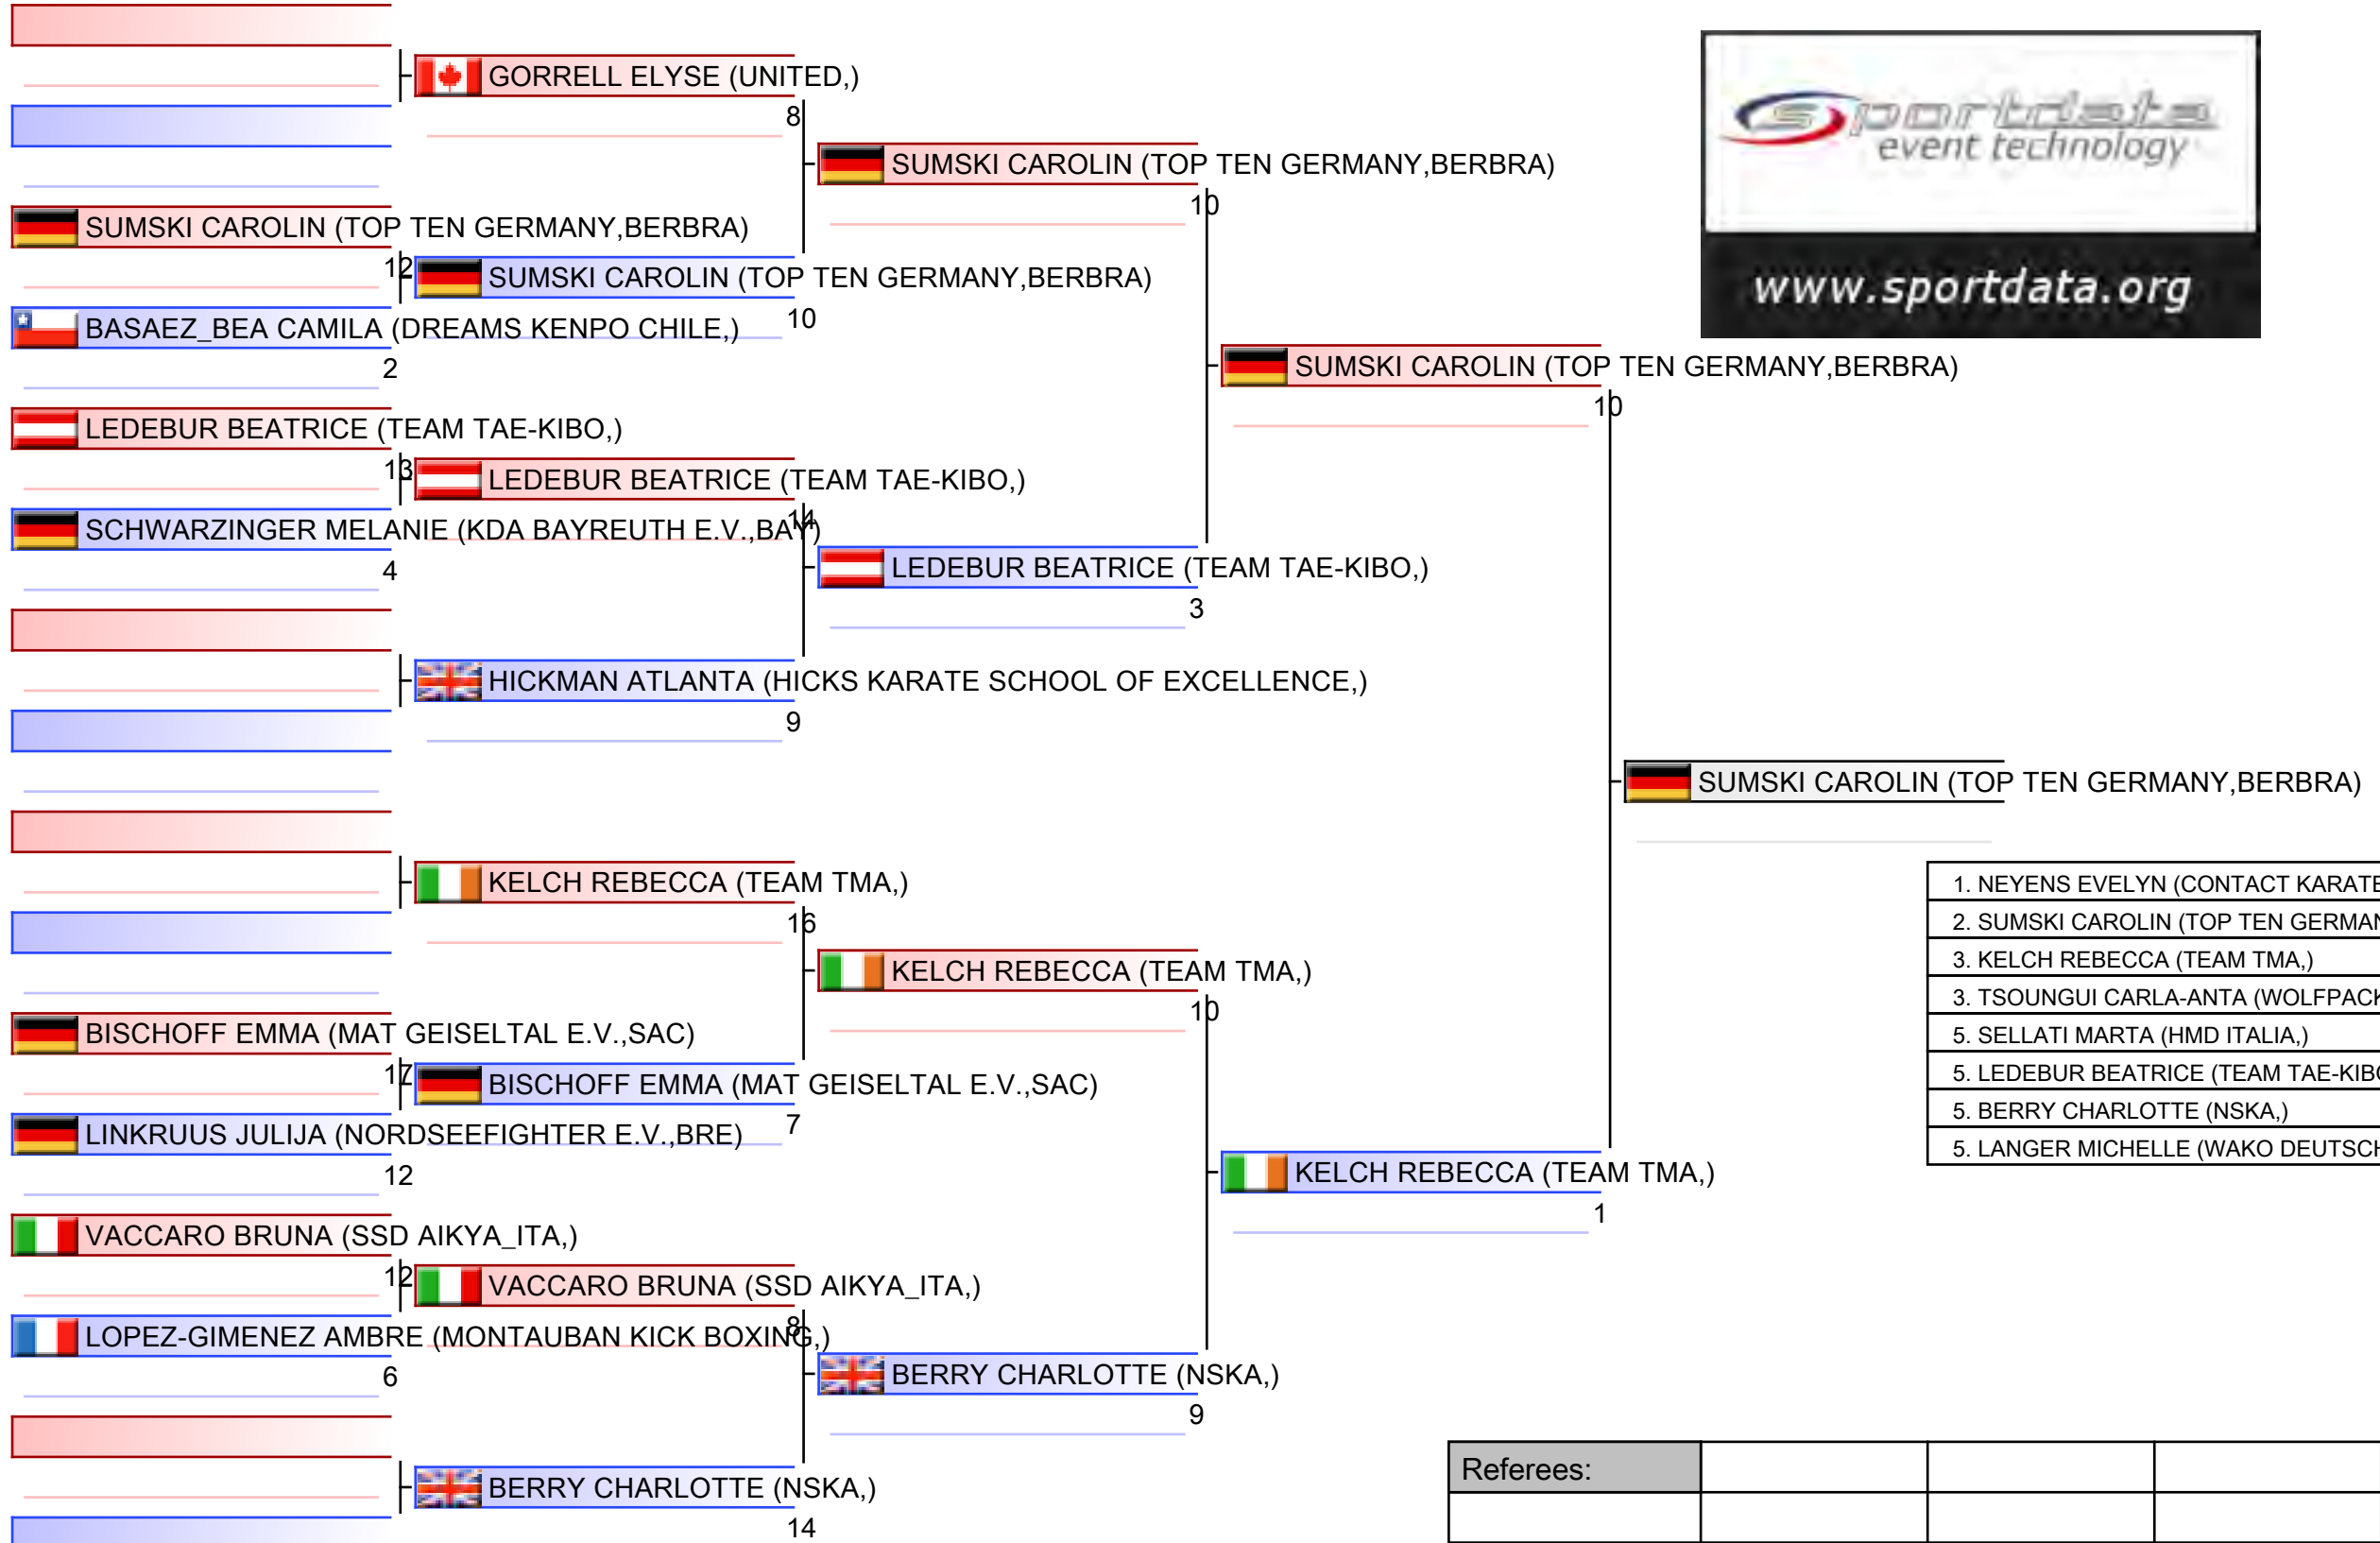 GORRELL ELYSE (UNITED,)
8
SUMSKI CAROLIN (TOP TEN GERMANY,BERBRA)
10
SUMSKI CAROLIN (TOP TEN GERMANY,BERBRA)
12
SUMSKI CAROLIN (TOP TEN GERMANY,BERBRA)
10
BASAEZ_BEA CAMILA (DREAMS KENPO CHILE,)
2
LEDEBUR BEATRICE (TEAM TAE-KIBO,)
13
LEDEBUR BEATRICE (TEAM TAE-KIBO,)
14
SCHWARZINGER MELANIE (KDA BAYREUTH E.V.,BAY)
4
LEDEBUR BEATRICE (TEAM TAE-KIBO,)
3
HICKMAN ATLANTA (HICKS KARATE SCHOOL OF EXCELLENCE,)
9
SUMSKI CAROLIN (TOP TEN GERMANY,BERBRA)
10
SUMSKI CAROLIN (TOP TEN GERMANY,BERBRA)
KELCH REBECCA (TEAM TMA,)
16
KELCH REBECCA (TEAM TMA,)
10
BISCHOFF EMMA (MAT GEISELTAL E.V.,SAC)
17
BISCHOFF EMMA (MAT GEISELTAL E.V.,SAC)
7
LINKRUUS JULIJA (NORDSEEFIGHTER E.V.,BRE)
12
KELCH REBECCA (TEAM TMA,)
1
VACCARO BRUNA (SSD AIKYA_ITA,)
12
VACCARO BRUNA (SSD AIKYA_ITA,)
8
LOPEZ-GIMENEZ AMBRE (MONTAUBAN KICK BOXING,)
6
BERRY CHARLOTTE (NSKA,)
9
BERRY CHARLOTTE (NSKA,)
14
sportdata
event technology
www.sportdata.org
1. NEYENS EVELYN (CONTACT KARATE
2. SUMSKI CAROLIN (TOP TEN GERMAN
3. KELCH REBECCA (TEAM TMA,)
3. TSOUNGUI CARLA-ANTA (WOLFPACK
5. SELLATI MARTA (HMD ITALIA,)
5. LEDEBUR BEATRICE (TEAM TAE-KIBO
5. BERRY CHARLOTTE (NSKA,)
5. LANGER MICHELLE (WAKO DEUTSCH
Referees: